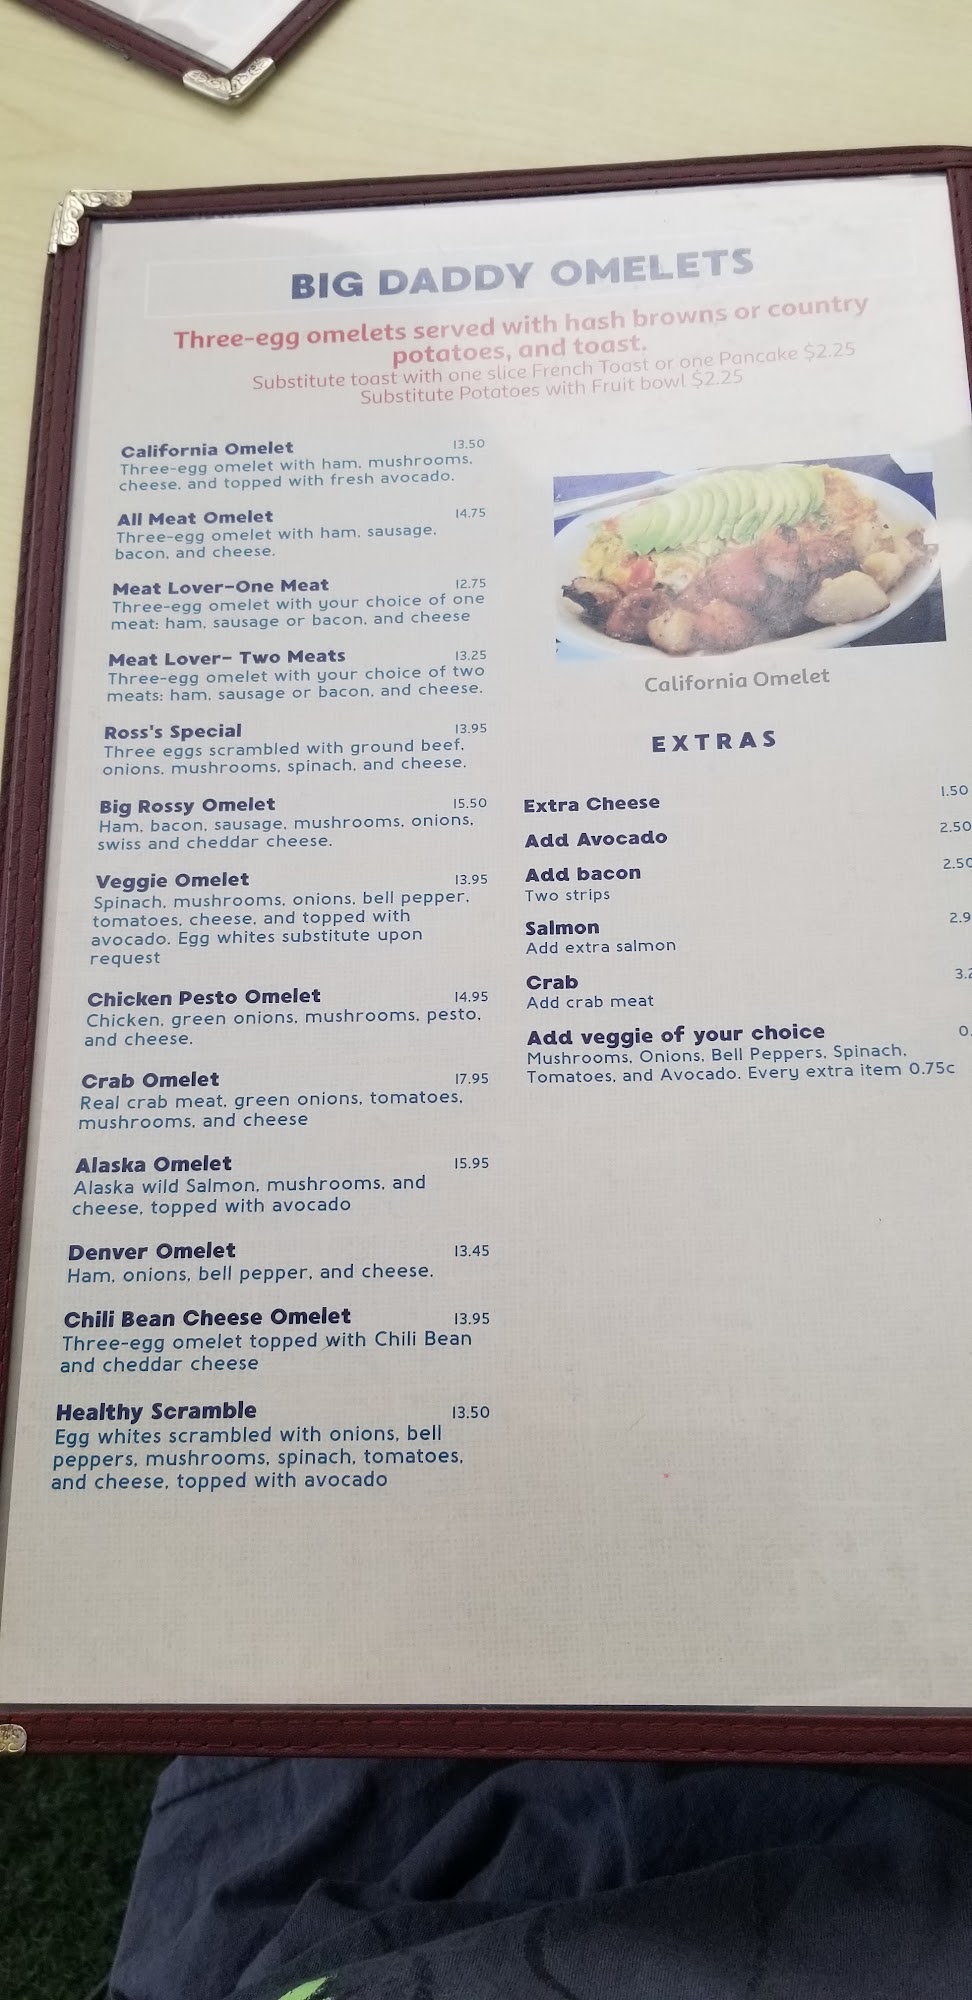 BIG DADDY OMELETS
Three-egg omelets served with hash browns or country
potatoes, and toast.
Substitute toast with one slice French Toast or one Pancake $2.25
Substitute Potatoes with Fruit bowl $2.25
California Omelet 13.50
Three-egg omelet with ham, mushrooms,
cheese, and topped with fresh avocado.
All Meat Omelet 14.75
Three-egg omelet with ham, sausage,
bacon, and cheese.
Meat Lover-One Meat 12.75
Three-egg omelet with your choice of one
meat: ham, sausage or bacon, and cheese
Meat Lover- Two Meats 13.25
Three-egg omelet with your choice of two
meats: ham, sausage or bacon, and cheese.
Ross's Special 13.95
Three eggs scrambled with ground beef,
onions, mushrooms, spinach, and cheese.
Big Rossy Omelet 15.50
Ham, bacon, sausage, mushrooms, onions,
swiss and cheddar cheese.
Veggie Omelet 13.95
Spinach, mushrooms, onions, bell pepper,
tomatoes, cheese, and topped with
avocado. Egg whites substitute upon
request
Chicken Pesto Omelet 14.95
Chicken, green onions, mushrooms, pesto,
and cheese.
Crab Omelet 17.95
Real crab meat, green onions, tomatoes,
mushrooms, and cheese
Alaska Omelet 15.95
Alaska wild Salmon, mushrooms, and
cheese, topped with avocado
Denver Omelet 13.45
Ham, onions, bell pepper, and cheese.
Chili Bean Cheese Omelet 13.95
Three-egg omelet topped with Chili Bean
and cheddar cheese
Healthy Scramble 13.50
Egg whites scrambled with onions, bell
peppers, mushrooms, spinach, tomatoes,
and cheese, topped with avocado
California Omelet
EXTRAS
Extra Cheese 1.50
Add Avocado 2.50
Add bacon 2.50
Two strips
Salmon
Add extra salmon
Crab
Add crab meat
Add veggie of your choice
Mushrooms, Onions, Bell Peppers, Spinach,
Tomatoes, and Avocado. Every extra item 0.75c